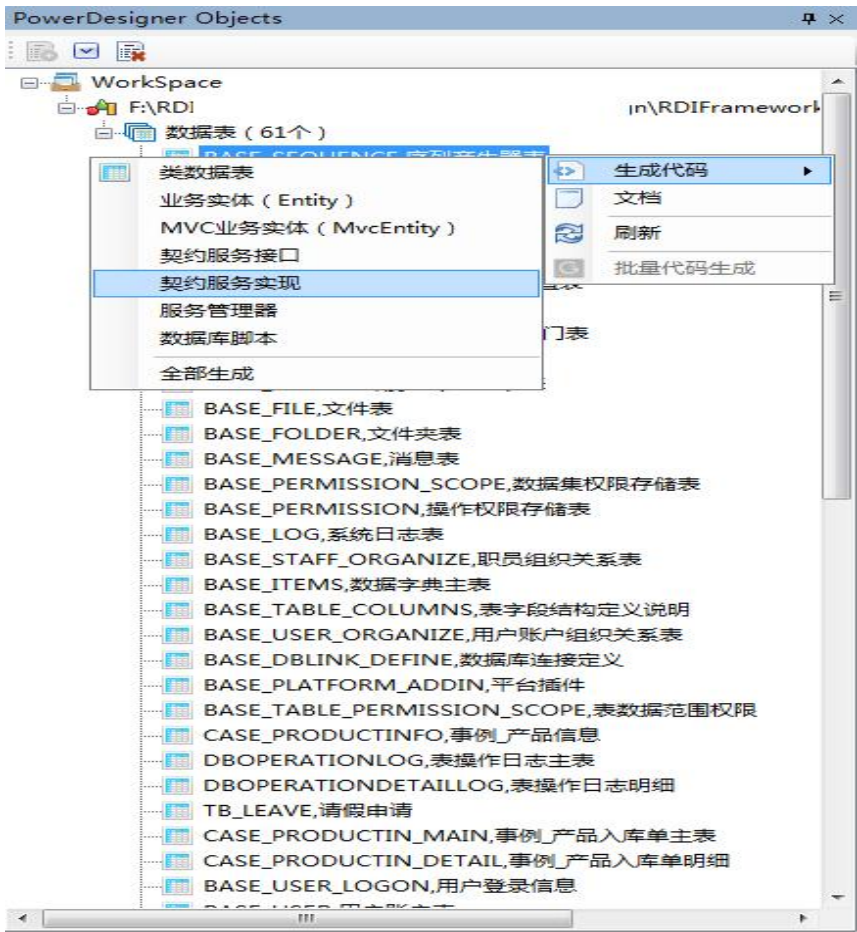 PowerDesigner Objects
WorkSpace
F:\RDI
ın\RDIFramework
数据表 ( 61个 )
BASE_SEQUENCE,序列产生器表
类数据表
业务实体 ( Entity )
MVC业务实体 ( MvcEntity )
契约服务接口
契约服务实现
服务管理器
数据库脚本
全部生成
生成代码
文档
刷新
批量代码生成
门表
BASE_FILE,文件表
BASE_FOLDER,文件夹表
BASE_MESSAGE,消息表
BASE_PERMISSION_SCOPE,数据集权限存储表
BASE_PERMISSION,操作权限存储表
BASE_LOG,系统日志表
BASE_STAFF_ORGANIZE,职员组织关系表
BASE_ITEMS,数据字典主表
BASE_TABLE_COLUMNS,表字段结构定义说明
BASE_USER_ORGANIZE,用户账户组织关系表
BASE_DBLINK_DEFINE,数据库连接定义
BASE_PLATFORM_ADDIN,平台插件
BASE_TABLE_PERMISSION_SCOPE,表数据范围权限
CASE_PRODUCTINFO,事例_产品信息
DBOPERATIONLOG,表操作日志主表
DBOPERATIONDETAILLOG,表操作日志明细
TB_LEAVE,请假申请
CASE_PRODUCTIN_MAIN,事例_产品入库单主表
CASE_PRODUCTIN_DETAIL,事例_产品入库单明细
BASE_USER_LOGON,用户登录信息